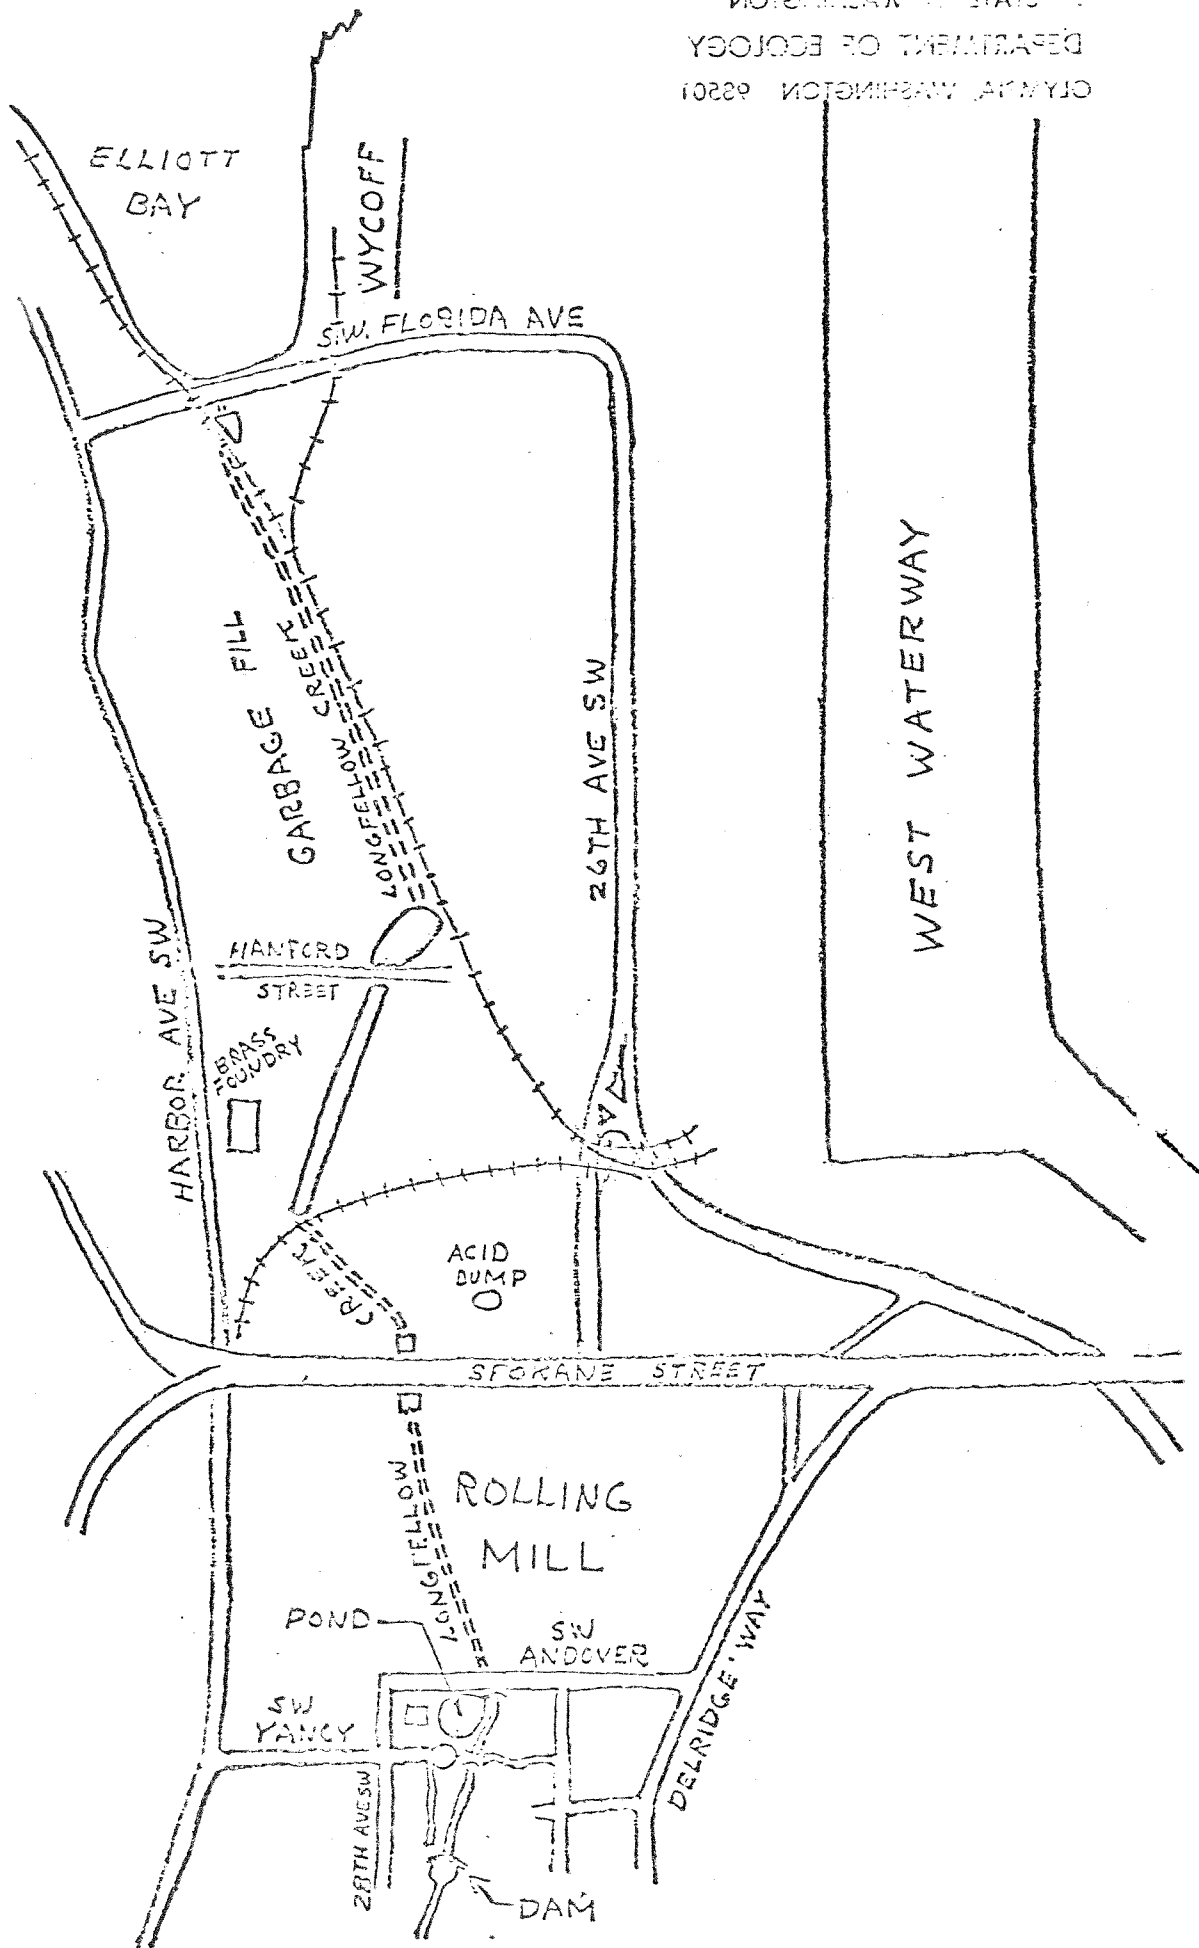 STATE OF WASHINGTON
DEPARTMENT OF ECOLOGY
OLYMPIA, WASHINGTON 98501
ELLIOTT
BAY
WYCOFF
S.W. FLORIDA AVE
GARBAGE FILL
LONGFELLOW CREEK
26TH AVE SW
WEST WATERWAY
HANFORD
STREET
HARBOR AVE SW
BRASS
FOUNDRY
CREEK
ACID
DUMP
SPOKANE STREET
LONGFELLOW
ROLLING
MILL
POND
SW
ANDOVER
SW
YANCY
DELRIDGE WAY
28TH AVE SW
DAM